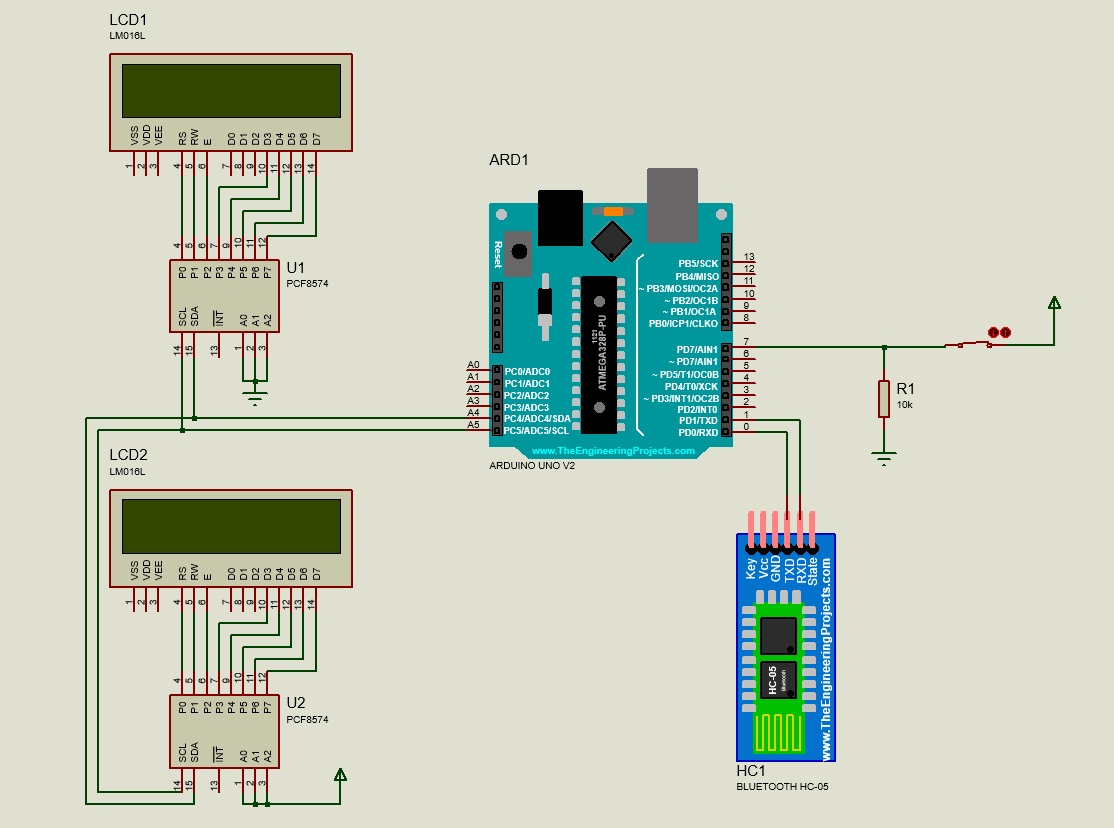 LCD1
LM016L
VSS VDD VEE RS RW E D0 D1 D2 D3 D4 D5 D6 D7
1 2 3 4 5 6 7 8 9 10 11 12 13 14
4 5 6 7 9 10 11 12
P0 P1 P2 P3 P4 P5 P6 P7
U1
PCF8574
SCL SDA INT A0 A1 A2
14 15 13 1 2 3
ARD1
Reset
1121
ATMEGA328P-PU
A0 PC0/ADC0
A1 PC1/ADC1
A2 PC2/ADC2
A3 PC3/ADC3
A4 PC4/ADC4/SDA
A5 PC5/ADC5/SCL
PB5/SCK 13
PB4/MISO 12
~ PB3/MOSI/OC2A 11
~ PB2/OC1B 10
~ PB1/OC1A 9
PB0/ICP1/CLKO 8
PD7/AIN1 7
~ PD7/AIN1 6
~ PD5/T1/OC0B 5
PD4/T0/XCK 4
~ PD3/INT1/OC2B 3
PD2/INT0 2
PD1/TXD 1
PD0/RXD 0
www.TheEngineeringProjects.com
ARDUINO UNO V2
R1
10k
LCD2
LM016L
VSS VDD VEE RS RW E D0 D1 D2 D3 D4 D5 D6 D7
1 2 3 4 5 6 7 8 9 10 11 12 13 14
4 5 6 7 9 10 11 12
P0 P1 P2 P3 P4 P5 P6 P7
U2
PCF8574
SCL SDA INT A0 A1 A2
14 15 13 1 2 3
Key Vcc GND TXD RXD State
HC-05
Bluetooth
www.TheEngineeringProjects.com
HC1
BLUETOOTH HC-05